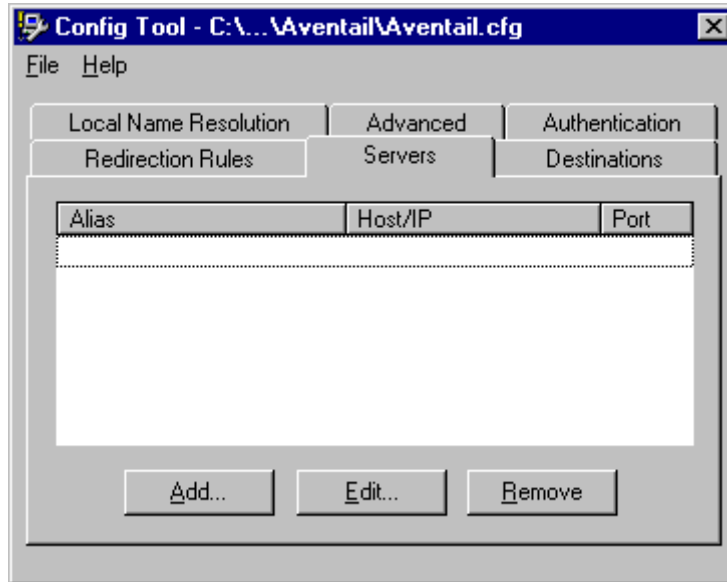 Config Tool - C:\...\Aventail\Aventail.cfg
File Help
Local Name Resolution Advanced Authentication
Redirection Rules Servers Destinations
Alias Host/IP Port
Add... Edit... Remove